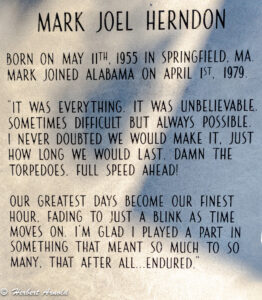 MARK JOEL HERNDON
BORN ON MAY 11TH, 1955 IN SPRINGFIELD, MA.
MARK JOINED ALABAMA ON APRIL 1ST, 1979.
"IT WAS EVERYTHING. IT WAS UNBELIEVABLE.
SOMETIMES DIFFICULT BUT ALWAYS POSSIBLE.
I NEVER DOUBTED WE WOULD MAKE IT, JUST
HOW LONG WE WOULD LAST. DAMN THE
TORPEDOES. FULL SPEED AHEAD!
OUR GREATEST DAYS BECOME OUR FINEST
HOUR, FADING TO JUST A BLINK AS TIME
MOVES ON. I'M GLAD I PLAYED A PART IN
SOMETHING THAT MEANT SO MUCH TO SO
MANY, THAT AFTER ALL...ENDURED."
© Herbert Arnold